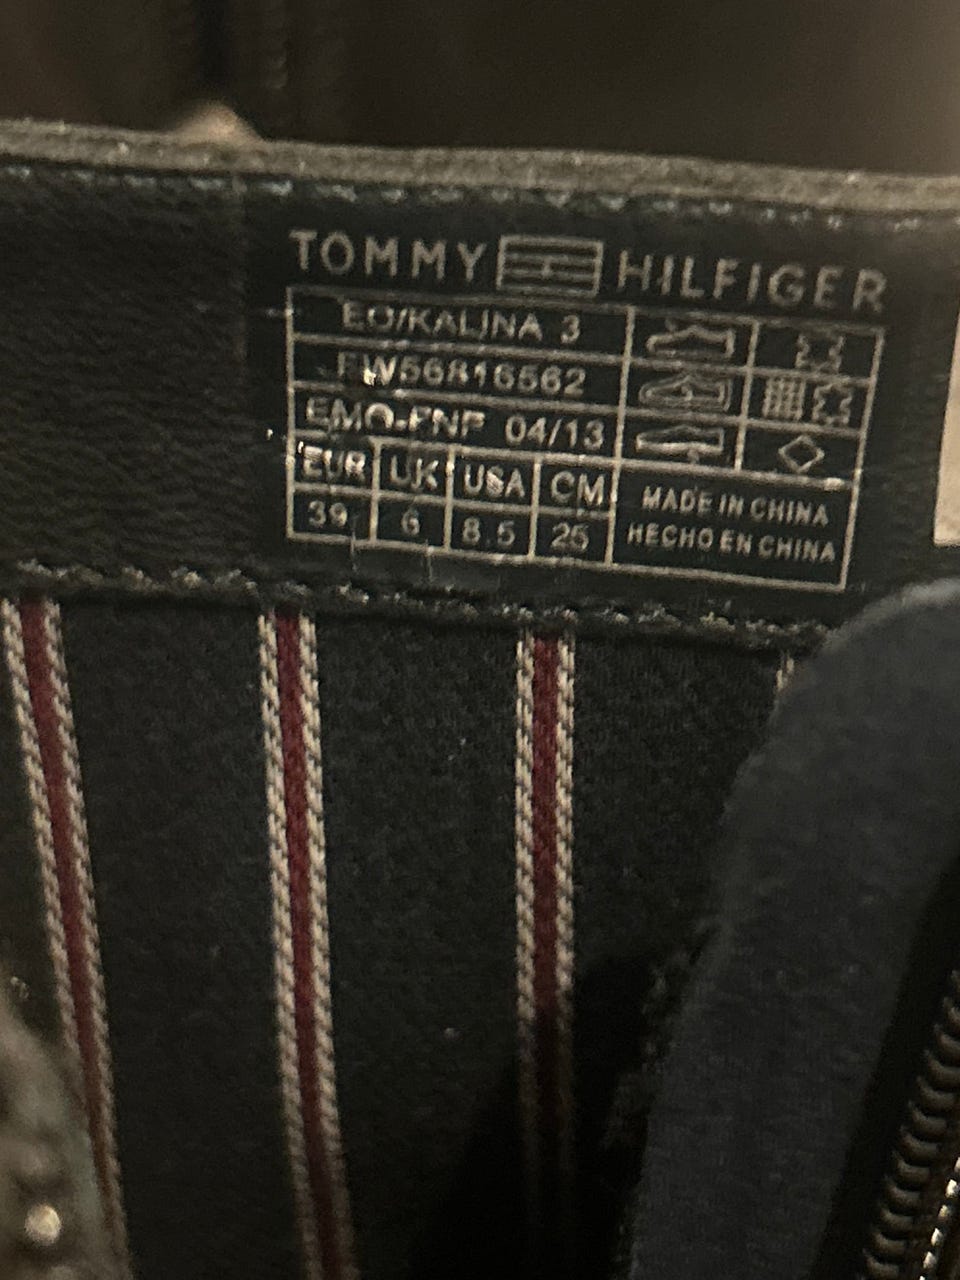 TOMMY HILFIGER
EO/KALINA 3
FW56816562
EMO-FNF 04/13
EUR UK USA CM
39 6 8.5 25
MADE IN CHINA
HECHO EN CHINA